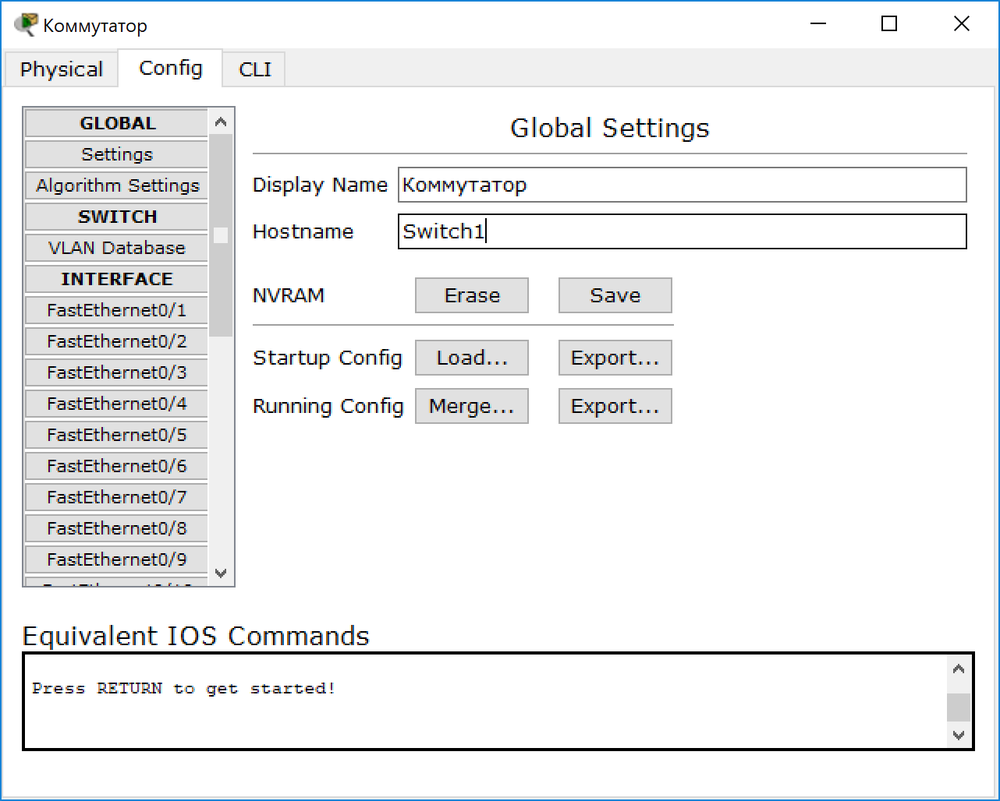 Коммутатор
Physical
Config
CLI
GLOBAL
Settings
Algorithm Settings
SWITCH
VLAN Database
INTERFACE
FastEthernet0/1
FastEthernet0/2
FastEthernet0/3
FastEthernet0/4
FastEthernet0/5
FastEthernet0/6
FastEthernet0/7
FastEthernet0/8
FastEthernet0/9
Global Settings
Display Name Коммутатор
Hostname Switch1
NVRAM Erase Save
Startup Config Load... Export...
Running Config Merge... Export...
Equivalent IOS Commands
Press RETURN to get started!